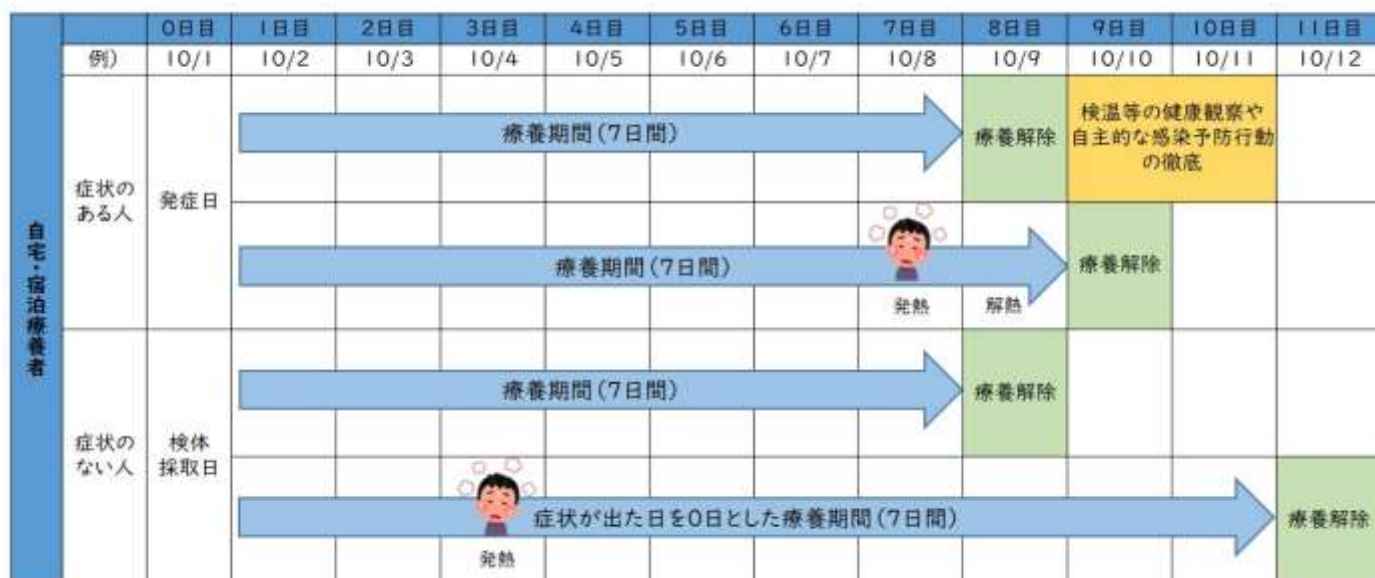 0日目 1日目 2日目 3日目 4日目 5日目 6日目 7日目 8日目 9日目 10日目 11日目
例) 10/1 10/2 10/3 10/4 10/5 10/6 10/7 10/8 10/9 10/10 10/11 10/12
自宅・宿泊療養者
症状の
ある人
発症日
療養期間(7日間)
療養解除
検温等の健康観察や
自主的な感染予防行動
の徹底
療養期間(7日間)
発熱
解熱
療養解除
症状の
ない人
検体
採取日
療養期間(7日間)
療養解除
発熱
症状が出た日を0日とした療養期間(7日間)
療養解除